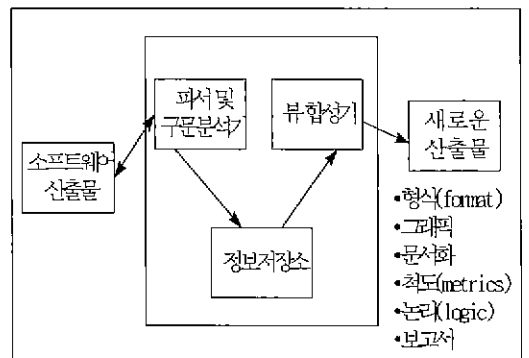 소프트웨어
산출물
파서 및
구문분석기
정보저장소
뷰합성기
새로운
산출물
•형식(format)
•그래픽
•문서화
•척도(metrics)
•논리(logic)
•보고서